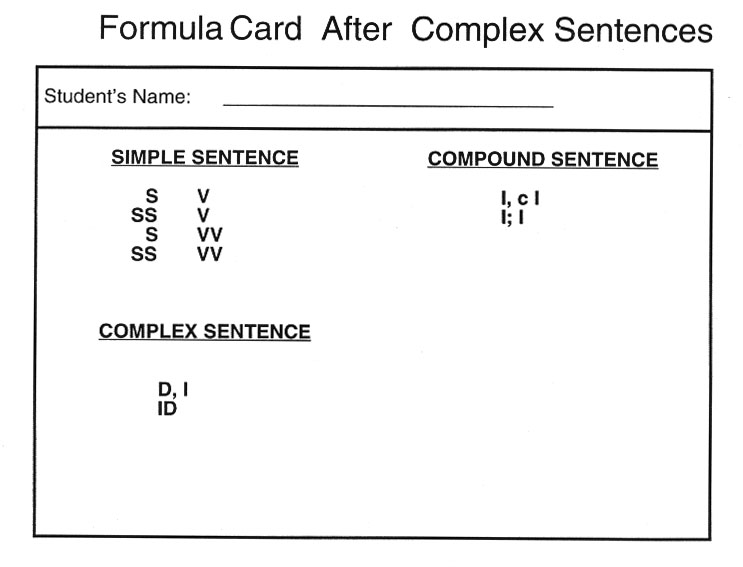 Formula Card After Complex Sentences
Student's Name:
SIMPLE SENTENCE
S V
SS V
S VV
SS VV
COMPOUND SENTENCE
I, c I
I; I
COMPLEX SENTENCE
D, I
ID